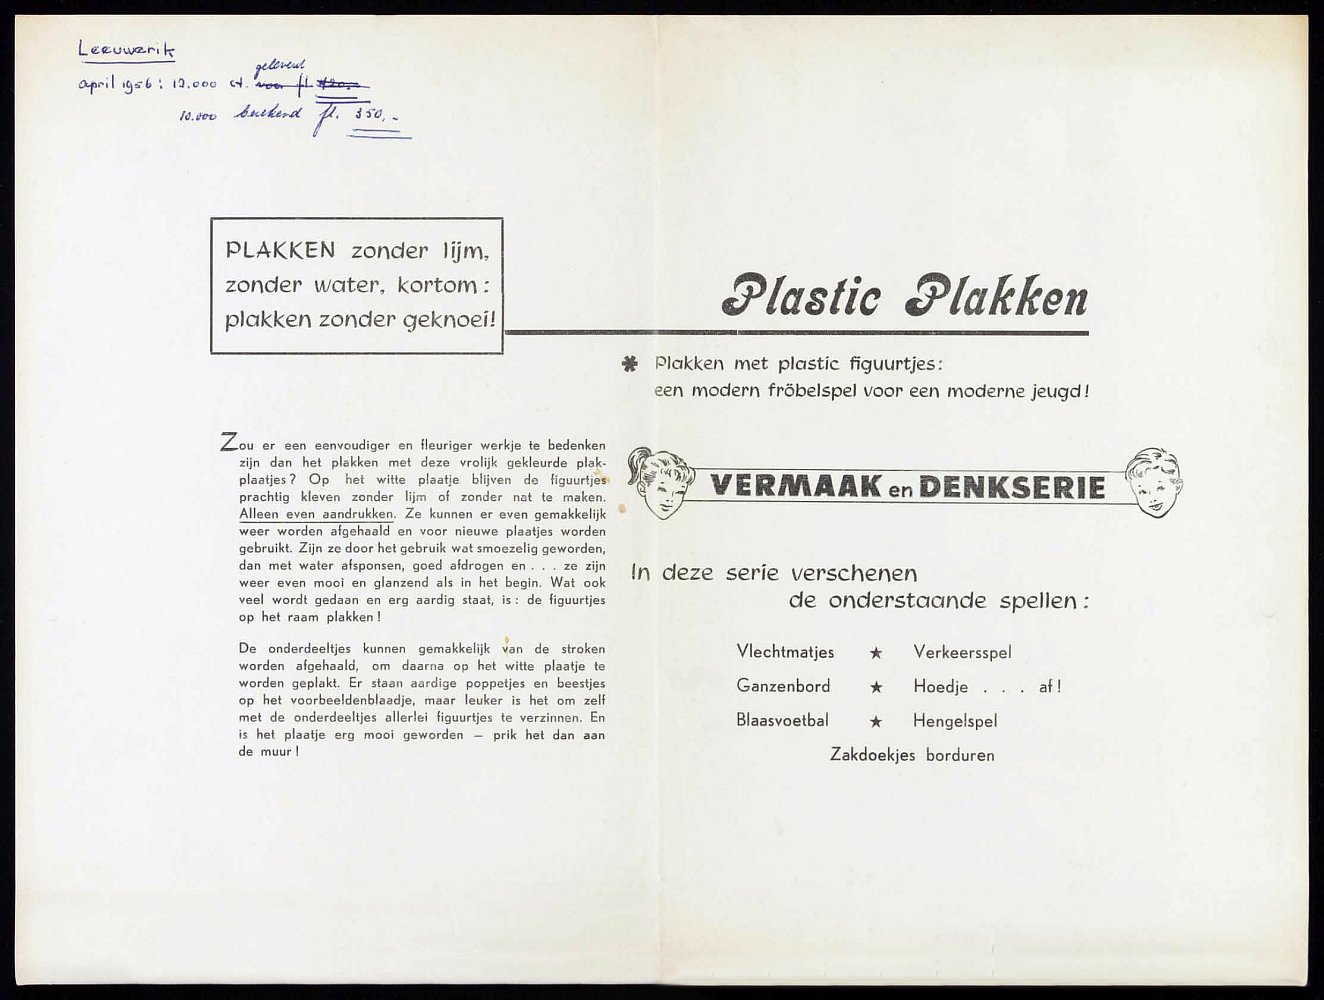 Leeuwerik
geleverd
april 1956: 12.000 ct. voor fl. 420.-
10.000 berekend fl. 350,-
PLAKKEN zonder lijm,
zonder water, kortom:
plakken zonder geknoei!
Zou er een eenvoudiger en fleuriger werkje te bedenken
zijn dan het plakken met deze vrolijk gekleurde plak-
plaatjes? Op het witte plaatje blijven de figuurtjes
prachtig kleven zonder lijm of zonder nat te maken.
Alleen even aandrukken. Ze kunnen er even gemakkelijk
weer worden afgehaald en voor nieuwe plaatjes worden
gebruikt. Zijn ze door het gebruik wat smoezelig geworden,
dan met water afsponsen, goed afdrogen en . . . ze zijn
weer even mooi en glanzend als in het begin. Wat ook
veel wordt gedaan en erg aardig staat, is: de figuurtjes
op het raam plakken!
De onderdeeltjes kunnen gemakkelijk van de stroken
worden afgehaald, om daarna op het witte plaatje te
worden geplakt. Er staan aardige poppetjes en beestjes
op het voorbeeldenblaadje, maar leuker is het om zelf
met de onderdeeltjes allerlei figuurtjes te verzinnen. En
is het plaatje erg mooi geworden — prik het dan aan
de muur!
Plastic Plakken
* Plakken met plastic figuurtjes:
een modern fröbelspel voor een moderne jeugd!
VERMAAK en DENKSERIE
In deze serie verschenen
de onderstaande spellen:
Vlechtmatjes ★ Verkeersspel
Ganzenbord ★ Hoedje . . . af!
Blaasvoetbal ★ Hengelspel
Zakdoekjes borduren